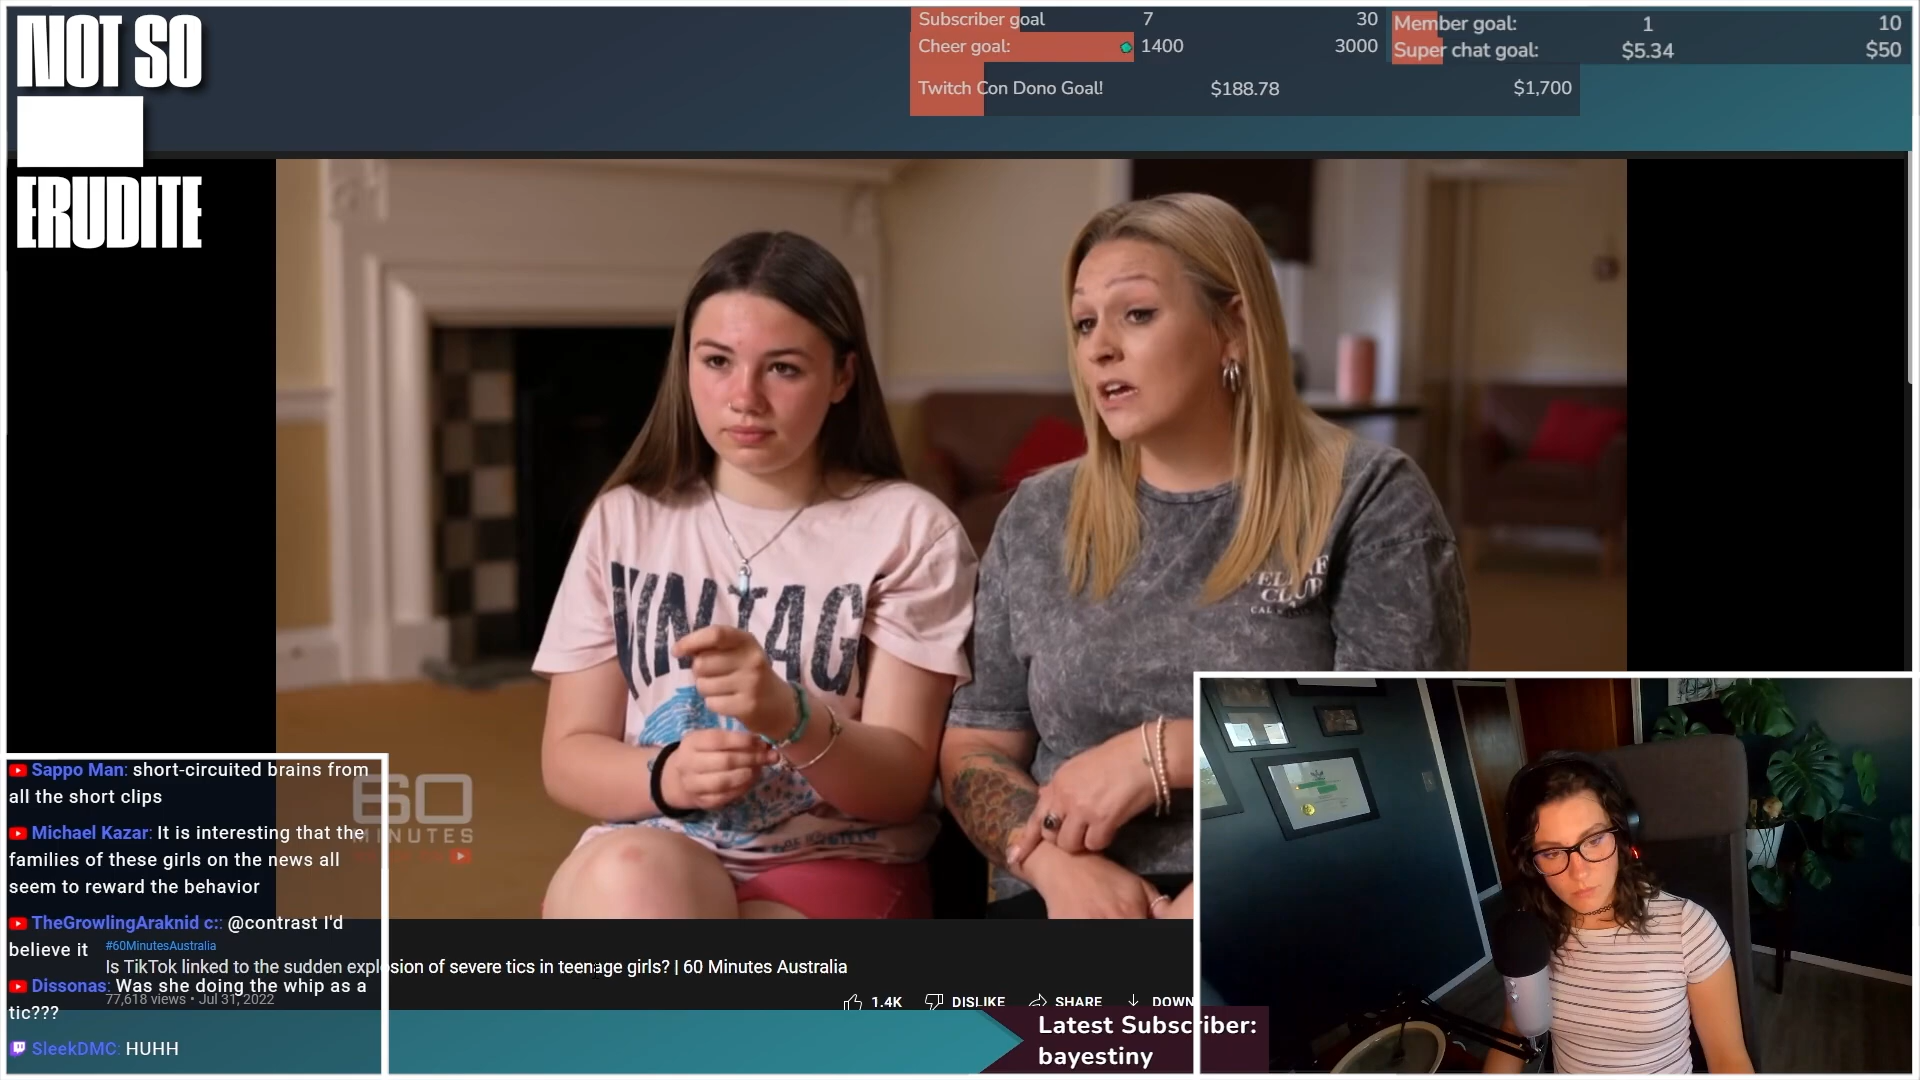 NOT SO
ERUDITE
Subscriber goal 7 30
Cheer goal: 1400 3000
Twitch Con Dono Goal! $188.78 $1,700
Member goal: 1 10
Super chat goal: $5.34 $50
VINTAG
CLUB
60
MINUTES
Sappo Man: short-circuited brains from
all the short clips
Michael Kazar: It is interesting that the
families of these girls on the news all
seem to reward the behavior
TheGrowlingAraknid c:: @contrast I'd
believe it
Dissonas: Was she doing the whip as a
tic???
SleekDMC: HUHH
#60MinutesAustralia
Is TikTok linked to the sudden explosion of severe tics in teenage girls? | 60 Minutes Australia
77,618 views • Jul 31, 2022
1.4K DISLIKE SHARE DOWN
Latest Subscriber:
bayestiny